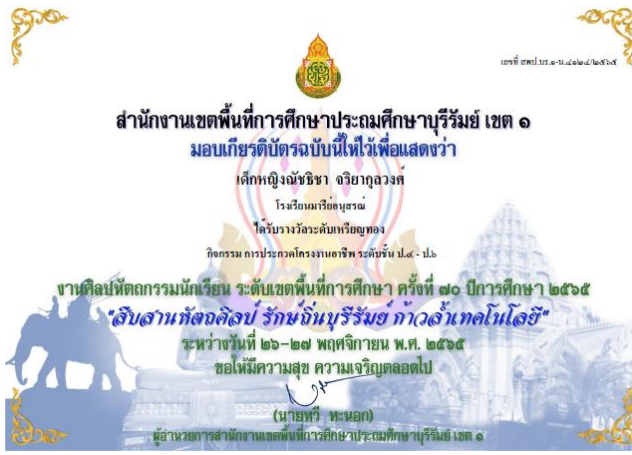 เลขที่ สพป.บร.๑-น.๔๑๒๔/๒๕๖๕
สำนักงานเขตพื้นที่การศึกษาประถมศึกษาบุรีรัมย์ เขต ๑
มอบเกียรติบัตรฉบับนี้ให้ไว้เพื่อแสดงว่า
เด็กหญิงณัชธิชา จริยากุลวงศ์
โรงเรียนมารีย์อนุสรณ์
ได้รับรางวัลระดับเหรียญทอง
กิจกรรม การประกวดโครงงานอาชีพ ระดับชั้น ป.๔ - ป.๖
งานศิลปหัตถกรรมนักเรียน ระดับเขตพื้นที่การศึกษา ครั้งที่ ๗๐ ปีการศึกษา ๒๕๖๕
"สืบสานหัตถศิลป์ รักษ์ถิ่นบุรีรัมย์ ก้าวล้ำเทคโนโลยี"
ระหว่างวันที่ ๒๖-๒๗ พฤศจิกายน พ.ศ. ๒๕๖๕
ขอให้มีความสุข ความเจริญตลอดไป
(นายทวี ทะนอก)
ผู้อำนวยการสำนักงานเขตพื้นที่การศึกษาประถมศึกษาบุรีรัมย์ เขต ๑